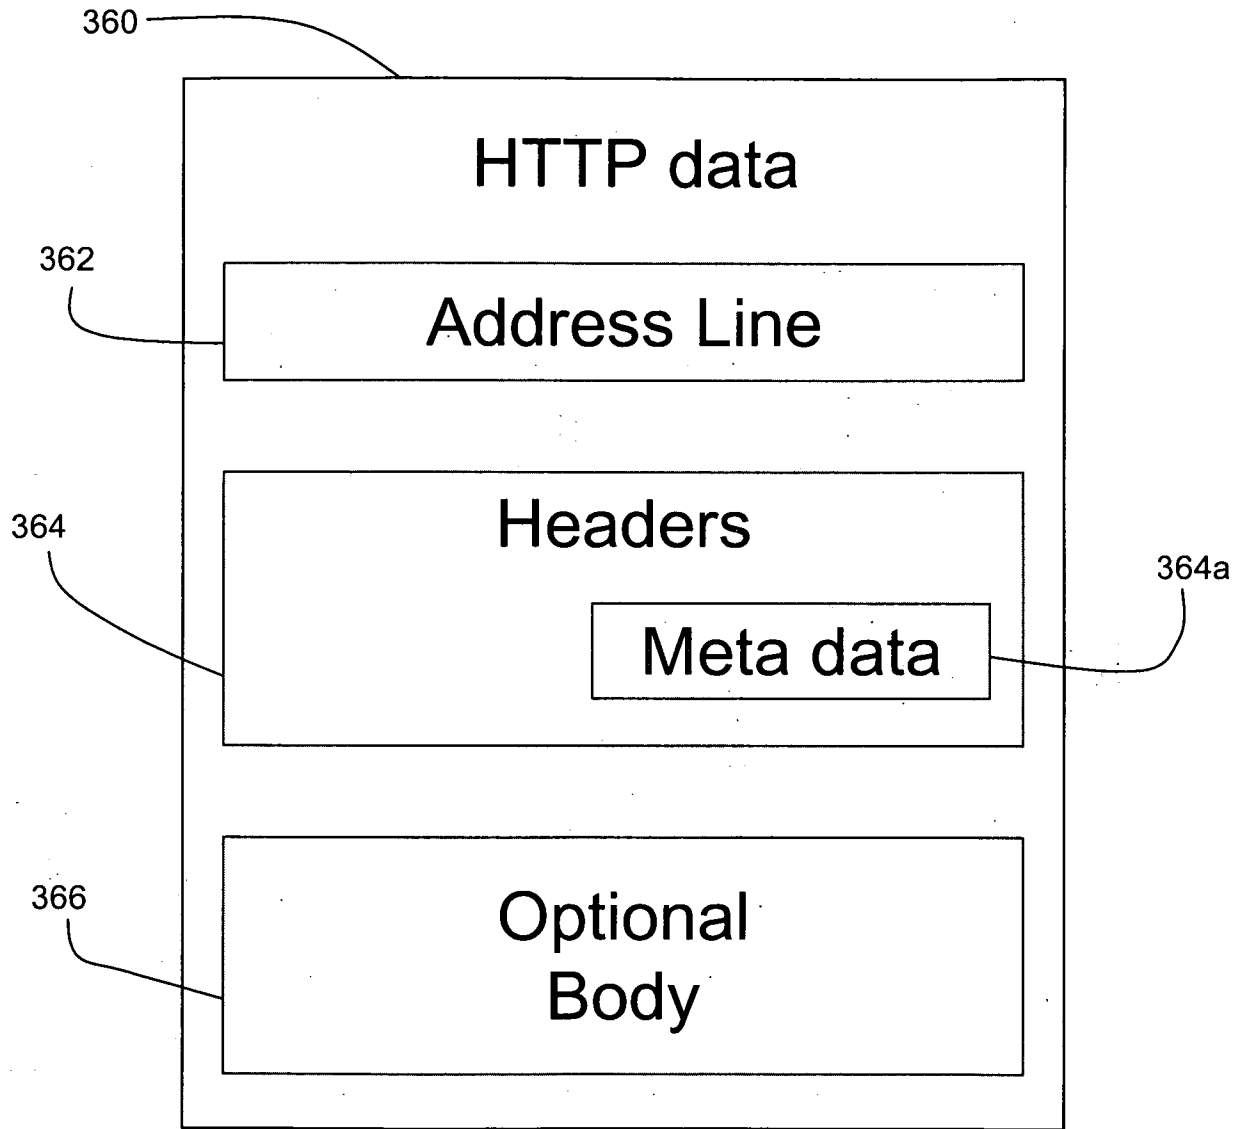 360
HTTP data
362
Address Line
364
Headers
364a
Meta data
366
Optional
Body